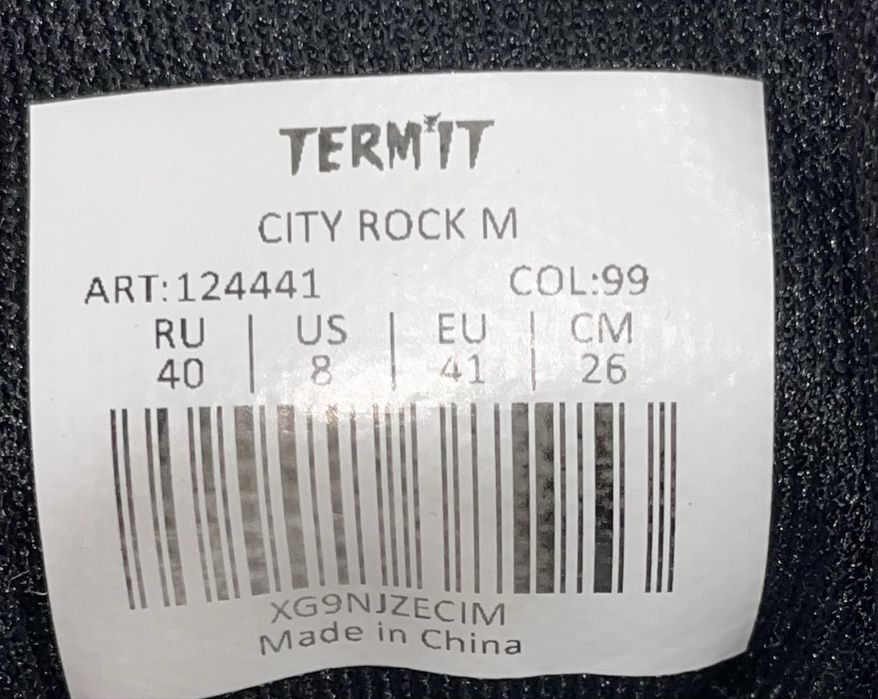 TERMIT
CITY ROCK M
ART:124441 COL:99
RU | US | EU | CM
40 | 8 | 41 | 26
XG9NJZECIM
Made in China